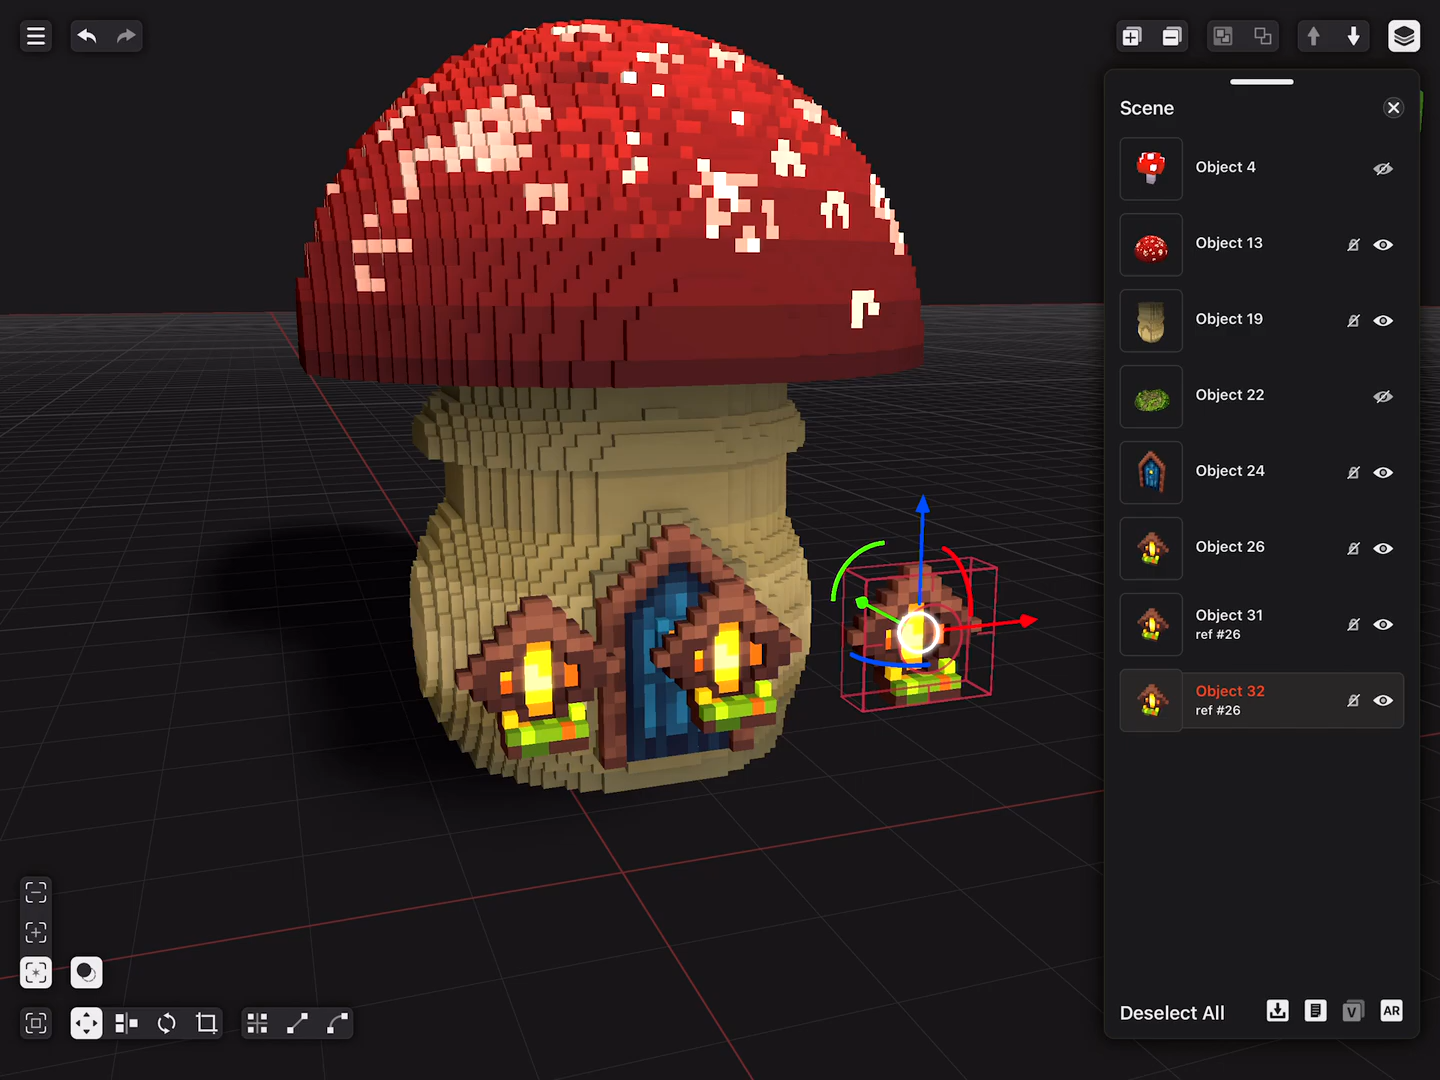 Scene
Object 4
Object 13
Object 19
Object 22
Object 24
Object 26
Object 31
ref #26
Object 32
ref #26
Deselect All
V
AR